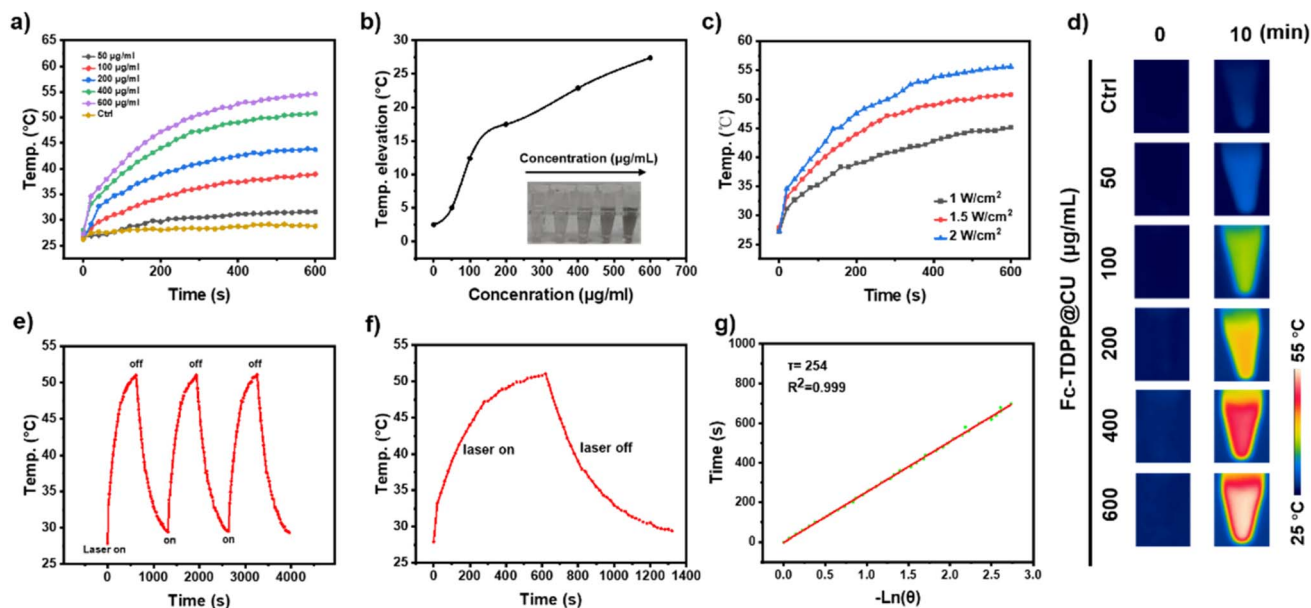 a)
65
60
55
50
45
40
35
30
25
Temp. (°C)
50 µg/ml
100 µg/ml
200 µg/ml
400 µg/ml
600 µg/ml
Ctrl
0 200 400 600
Time (s)
b)
30
25
20
15
10
5
0
Temp. elevation (°C)
Concentration (µg/mL)
0 100 200 300 400 500 600 700
Concenration (µg/ml)
c)
60
55
50
45
40
35
30
25
Temp. (℃)
1 W/cm²
1.5 W/cm²
2 W/cm²
0 200 400 600
Time (s)
d)
0 10 (min)
Fc-TDPP@CU (µg/mL)
Ctrl
50
100
200
400
600
25 °C 55 °C
e)
55
50
45
40
35
30
25
Temp. (°C)
off off off
Laser on on on
0 1000 2000 3000 4000
Time (s)
f)
55
50
45
40
35
30
25
Temp. (°C)
laser on
laser off
0 200 400 600 800 1000 1200 1400
Time (s)
g)
1000
800
600
400
200
0
Time (s)
τ= 254
R²=0.999
0.0 0.5 1.0 1.5 2.0 2.5 3.0
-Ln(θ)